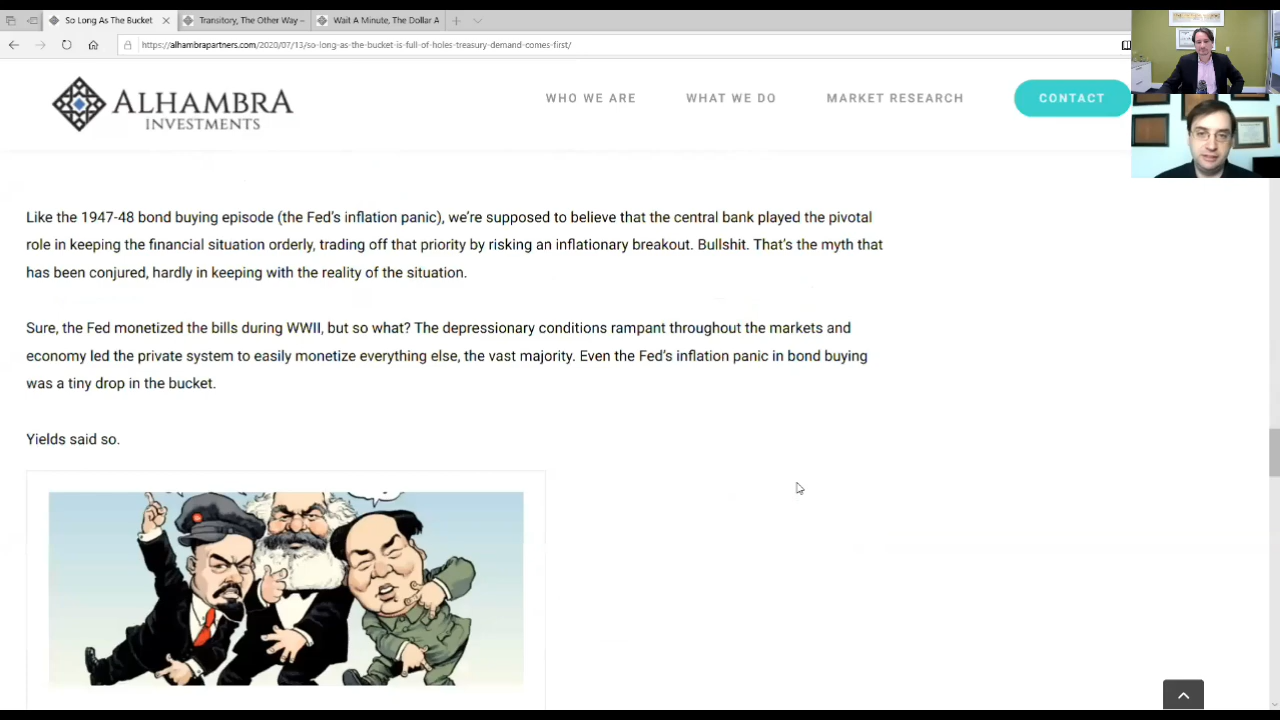 So Long As The Bucket
Transitory, The Other Way –
Wait A Minute, The Dollar A
https://alhambrapartners.com/2020/07/13/so-long-as-the-bucket-is-full-of-holes-treasury-demand-comes-first/
ALHAMBRA
INVESTMENTS
WHO WE ARE
WHAT WE DO
MARKET RESEARCH
CONTACT
Like the 1947-48 bond buying episode (the Fed's inflation panic), we're supposed to believe that the central bank played the pivotal
role in keeping the financial situation orderly, trading off that priority by risking an inflationary breakout. Bullshit. That's the myth that
has been conjured, hardly in keeping with the reality of the situation.
Sure, the Fed monetized the bills during WWII, but so what? The depressionary conditions rampant throughout the markets and
economy led the private system to easily monetize everything else, the vast majority. Even the Fed's inflation panic in bond buying
was a tiny drop in the bucket.
Yields said so.